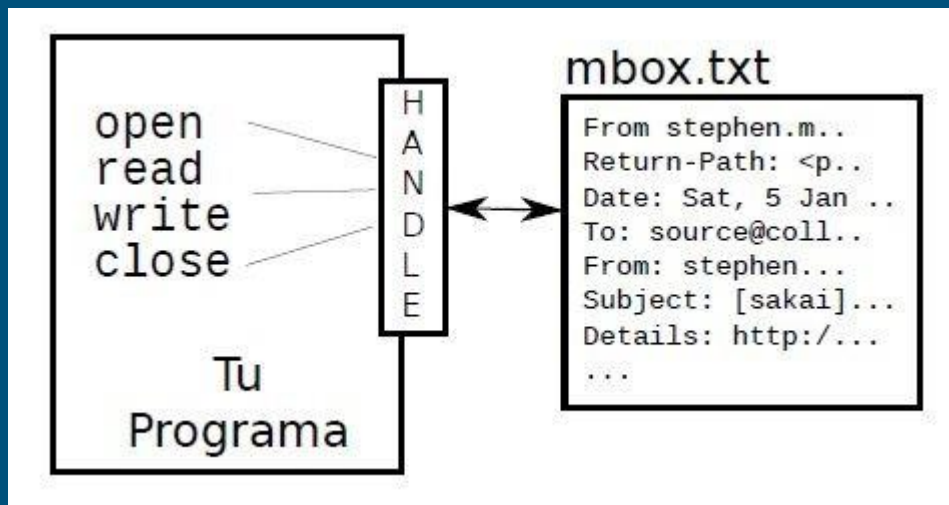 open
read
write
close
Tu
Programa
H
A
N
D
L
E
mbox.txt
From stephen.m..
Return-Path: <p..
Date: Sat, 5 Jan ..
To: source@coll..
From: stephen...
Subject: [sakai]...
Details: http:/...
...